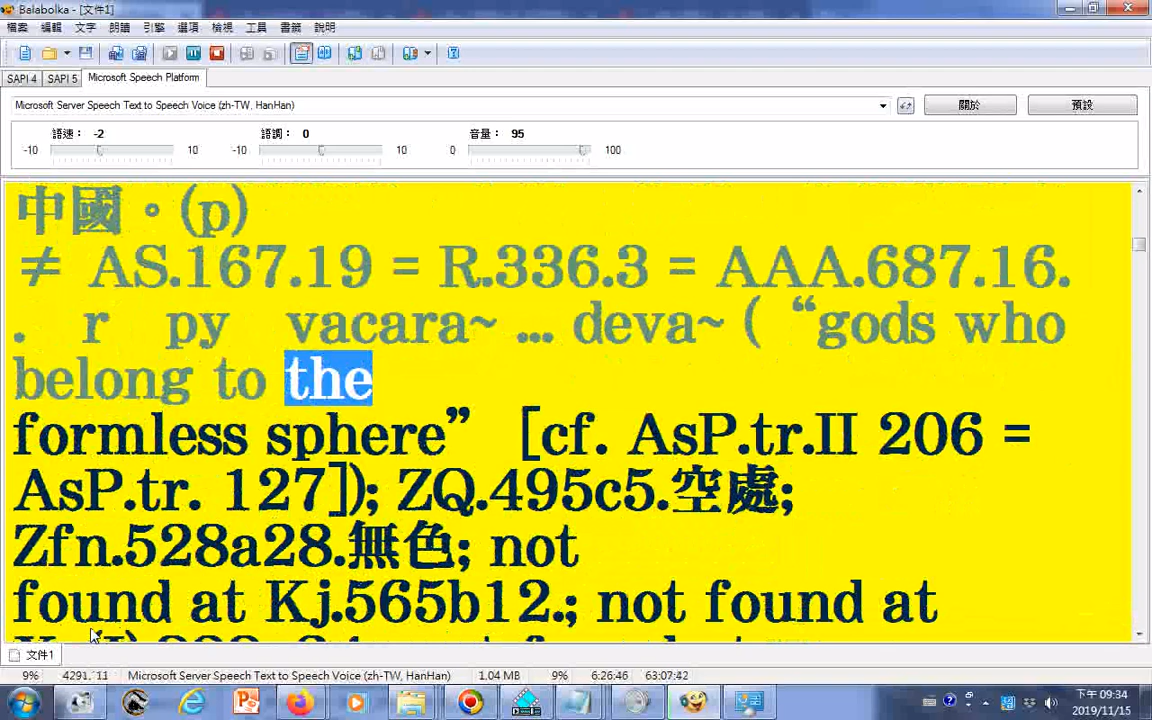 Balabolka - [文件1]
檔案 編輯 文字 朗讀 引擎 選項 檢視 工具 書籤 說明
SAPI 4 SAPI 5 Microsoft Speech Platform
Microsoft Server Speech Text to Speech Voice (zh-TW, HanHan)
關於 預設
語速： -2 語調： 0 音量： 95
-10 10 -10 10 0 100
中國。(p)
≠ AS.167.19 = R.336.3 = AAA.687.16.
. r py vacara~ ... deva~ ( “gods who
belong to the
formless sphere” [cf. AsP.tr.II 206 =
AsP.tr. 127]); ZQ.495c5.空處;
Zfn.528a28.無色; not
found at Kj.565b12.; not found at
文件1
9% Microsoft Server Speech Text to Speech Voice (zh-TW, HanHan) 1.04 MB 9% 6:26:46 63:07:42
下午 09:34
2019/11/15